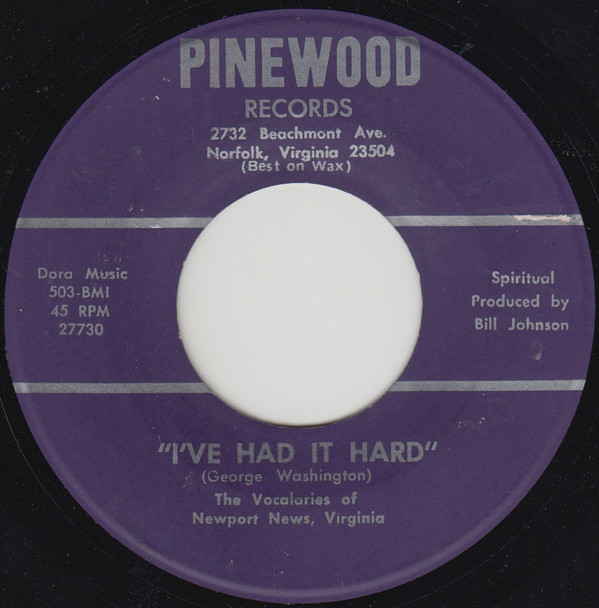 PINEWOOD
RECORDS
2732 Beachmont Ave.
Norfolk, Virginia 23504
(Best on Wax)
Dora Music
503-BMI
45 RPM
27730
Spiritual
Produced by
Bill Johnson
"I'VE HAD IT HARD"
(George Washington)
The Vocalaries of
Newport News, Virginia